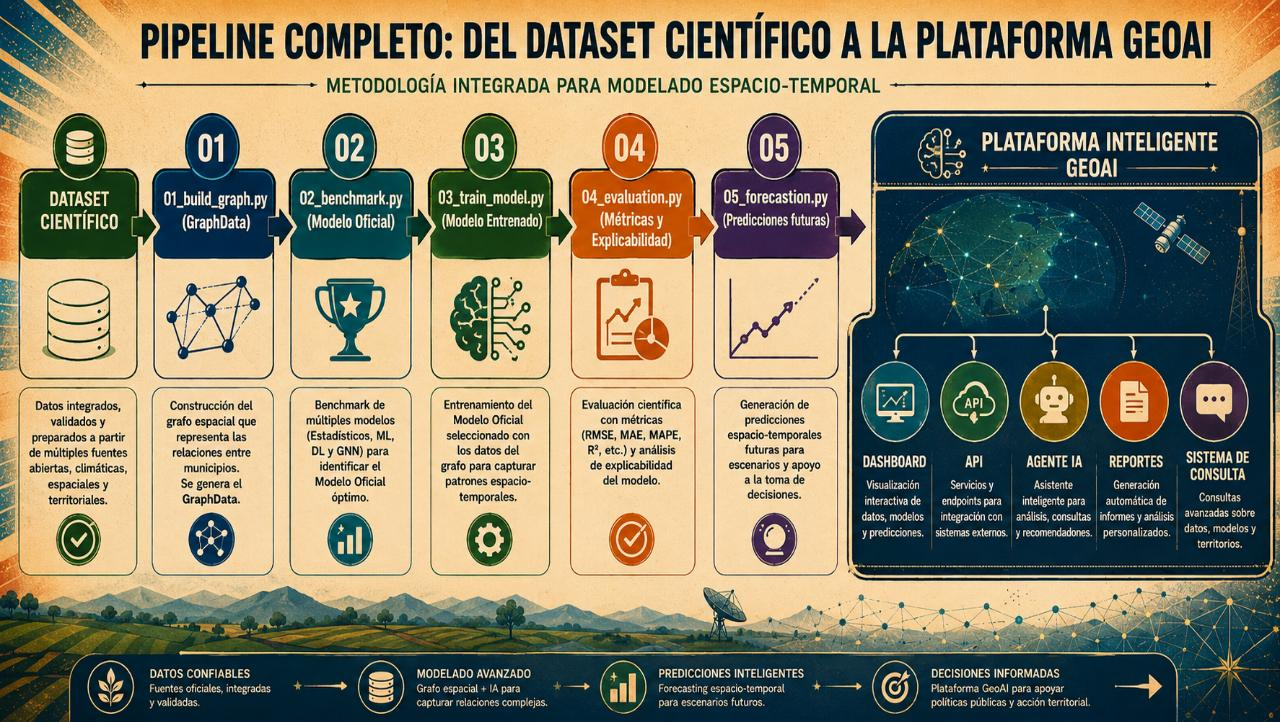 PIPELINE COMPLETO: DEL DATASET CIENTÍFICO A LA PLATAFORMA GEOAI
METODOLOGÍA INTEGRADA PARA MODELADO ESPACIO-TEMPORAL
DATASET
CIENTÍFICO
Datos integrados,
validados y
preparados a partir
de múltiples fuentes
abiertas, climáticas,
espaciales y
territoriales.
01
01_build_graph.py
(GraphData)
Construcción del
grafo espacial que
representa las
relaciones entre
municipios.
Se genera el
GraphData.
02
02_benchmark.py
(Modelo Oficial)
Benchmark de
múltiples modelos
(Estadísticos, ML,
DL y GNN) para
identificar el
Modelo Oficial
óptimo.
03
03_train_model.py
(Modelo Entrenado)
Entrenamiento del
Modelo Oficial
seleccionado con
los datos del
grafo para capturar
patrones espacio-
temporales.
04
04_evaluation.py
(Métricas y
Explicabilidad)
Evaluación científica
con métricas
(RMSE, MAE, MAPE,
R², etc.) y análisis
de explicabilidad
del modelo.
05
05_forecastion.py
(Predicciones futuras)
Generación de
predicciones
espacio-temporales
futuras para
escenarios y apoyo
a la toma de
decisiones.
PLATAFORMA INTELIGENTE
GEOAI
DASHBOARD
Visualización
interactiva de
datos, modelos
y predicciones.
API
API
Servicios y
endpoints para
integración con
sistemas externos.
AGENTE IA
Asistente
inteligente para
análisis, consultas
y recomendadones.
REPORTES
Generación
automática de
informes y análisis
personalizados.
SISTEMA DE
CONSULTA
Consultas
avanzadas sobre
datos, modelos y
territorios.
DATOS CONFIABLES
Fuentes oficiales, integradas
y validadas.
MODELADO AVANZADO
Grafo espacial + IA para
capturar relaciones complejas.
PREDICCIONES INTELIGENTES
Forecasting espacio-temporal
para escenarios futuros.
DECISIONES INFORMADAS
Plataforma GeoAI para apoyar
políticas públicas y acción territorial.